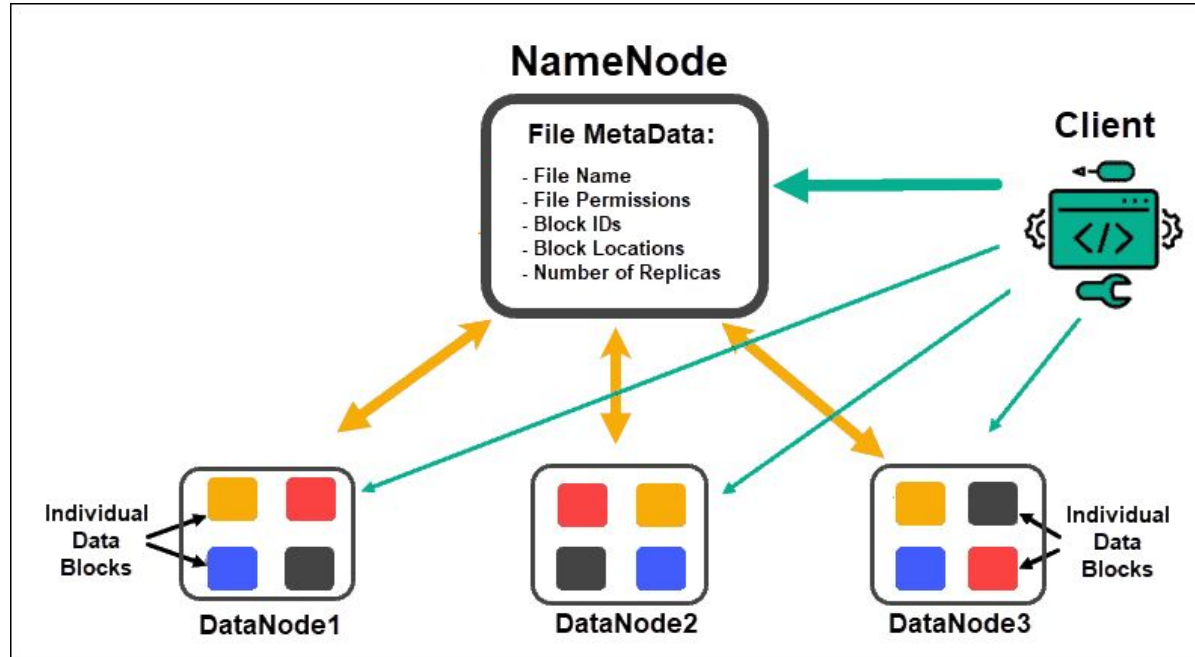 NameNode
File MetaData:
- File Name
- File Permissions
- Block IDs
- Block Locations
- Number of Replicas
Client
</>
Individual
Data
Blocks
DataNode1
DataNode2
DataNode3
Individual
Data
Blocks